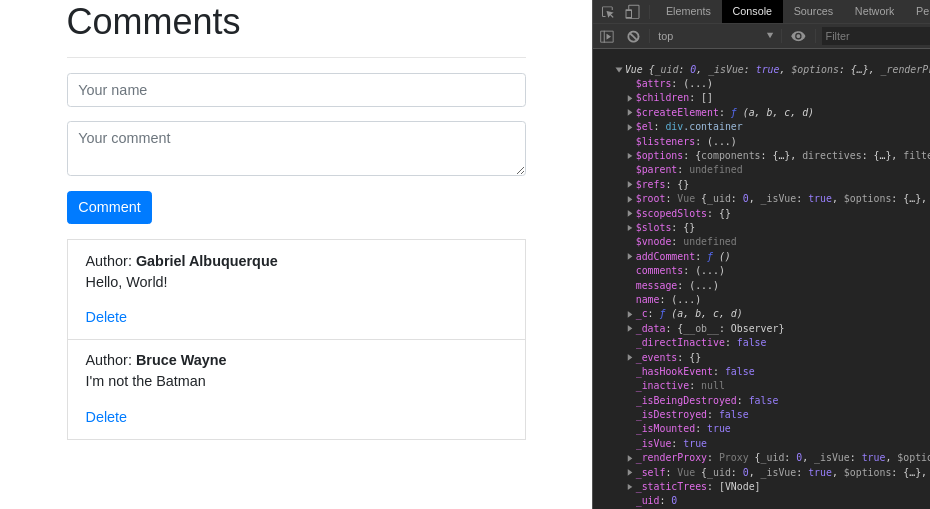 Comments
Your name
Your comment
Comment
Author: Gabriel Albuquerque
Hello, World!
Delete
Author: Bruce Wayne
I'm not the Batman
Delete
Elements Console Sources Network Pe
top Filter
Vue {_uid: 0, _isVue: true, $options: {…}, _renderPr
$attrs: (...)
$children: []
$createElement: ƒ (a, b, c, d)
$el: div.container
$listeners: (...)
$options: {components: {…}, directives: {…}, filte
$parent: undefined
$refs: {}
$root: Vue {_uid: 0, _isVue: true, $options: {…},
$scopedSlots: {}
$slots: {}
$vnode: undefined
addComment: ƒ ()
comments: (...)
message: (...)
name: (...)
_c: ƒ (a, b, c, d)
_data: {__ob__: Observer}
_directInactive: false
_events: {}
_hasHookEvent: false
_inactive: null
_isBeingDestroyed: false
_isDestroyed: false
_isMounted: true
_isVue: true
_renderProxy: Proxy {_uid: 0, _isVue: true, $optio
_self: Vue {_uid: 0, _isVue: true, $options: {…},
_staticTrees: [VNode]
_uid: 0